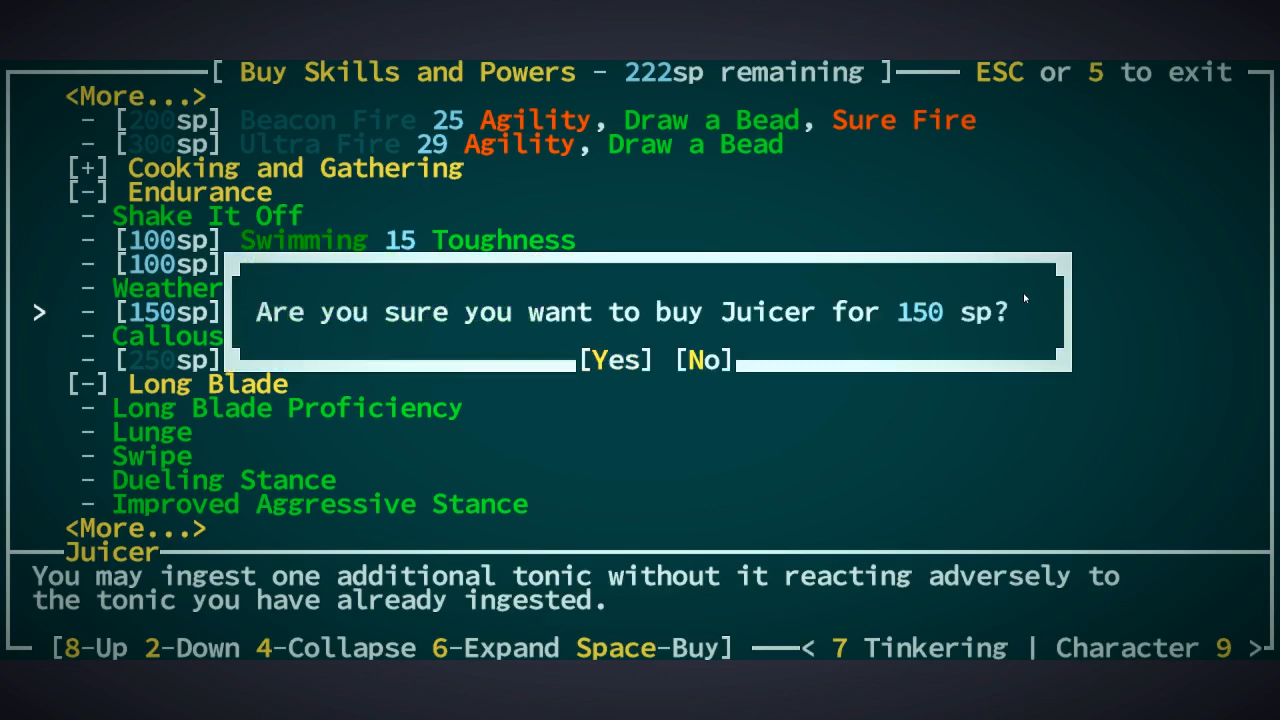 [ Buy Skills and Powers - 222sp remaining ] ESC or 5 to exit
<More...>
- [200sp] Beacon Fire 25 Agility, Draw a Bead, Sure Fire
- [300sp] Ultra Fire 29 Agility, Draw a Bead
[+] Cooking and Gathering
[-] Endurance
- Shake It Off
- [100sp] Swimming 15 Toughness
- [100sp]
- Weather
> - [150sp] Are you sure you want to buy Juicer for 150 sp?
- Callous
- [250sp] [Yes] [No]
[-] Long Blade
- Long Blade Proficiency
- Lunge
- Swipe
- Dueling Stance
- Improved Aggressive Stance
<More...>
Juicer
You may ingest one additional tonic without it reacting adversely to
the tonic you have already ingested.
[8-Up 2-Down 4-Collapse 6-Expand Space-Buy] < 7 Tinkering | Character 9 >